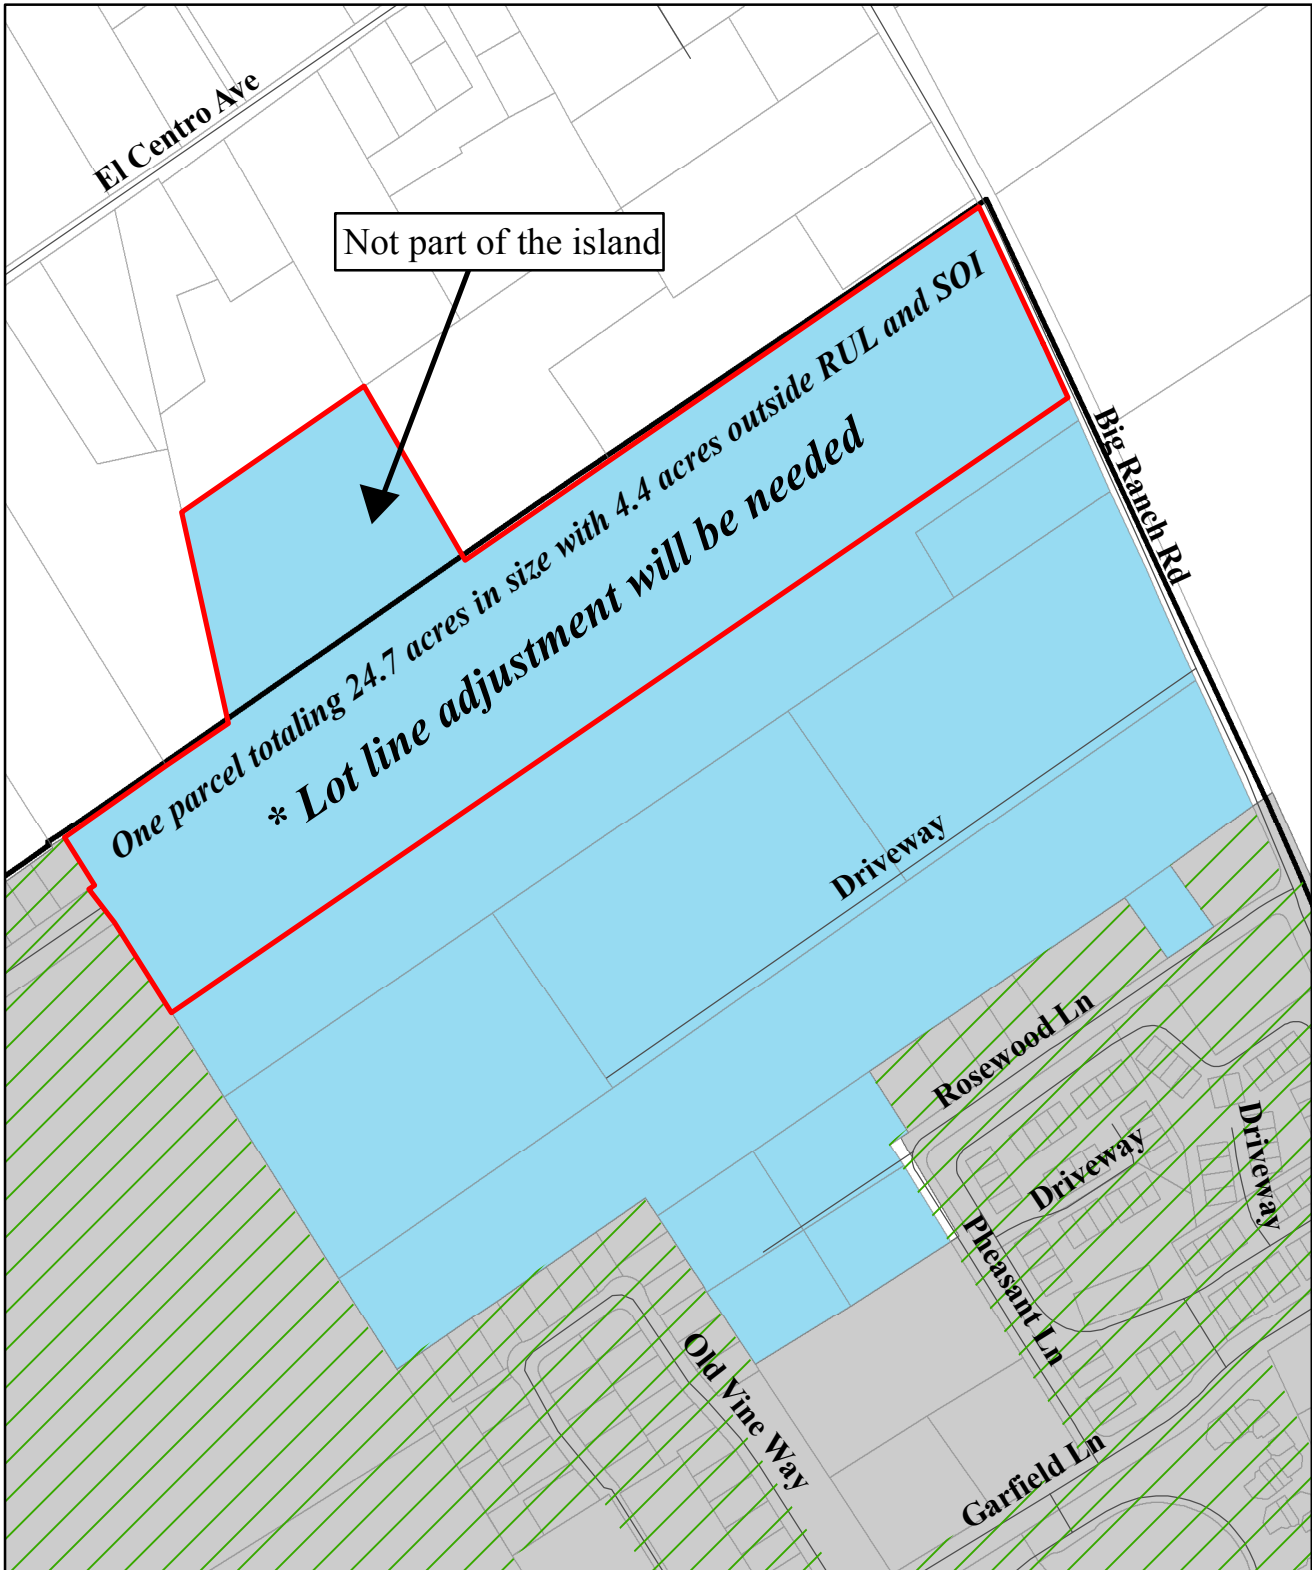 El Centro Ave
Not part of the island
One parcel totaling 24.7 acres in size with 4.4 acres outside RUL and SOI
* Lot line adjustment will be needed
Big Ranch Rd
Driveway
Rosewood Ln
Driveway
Driveway
Pheasant Ln
Old Vine Way
Garfield Ln